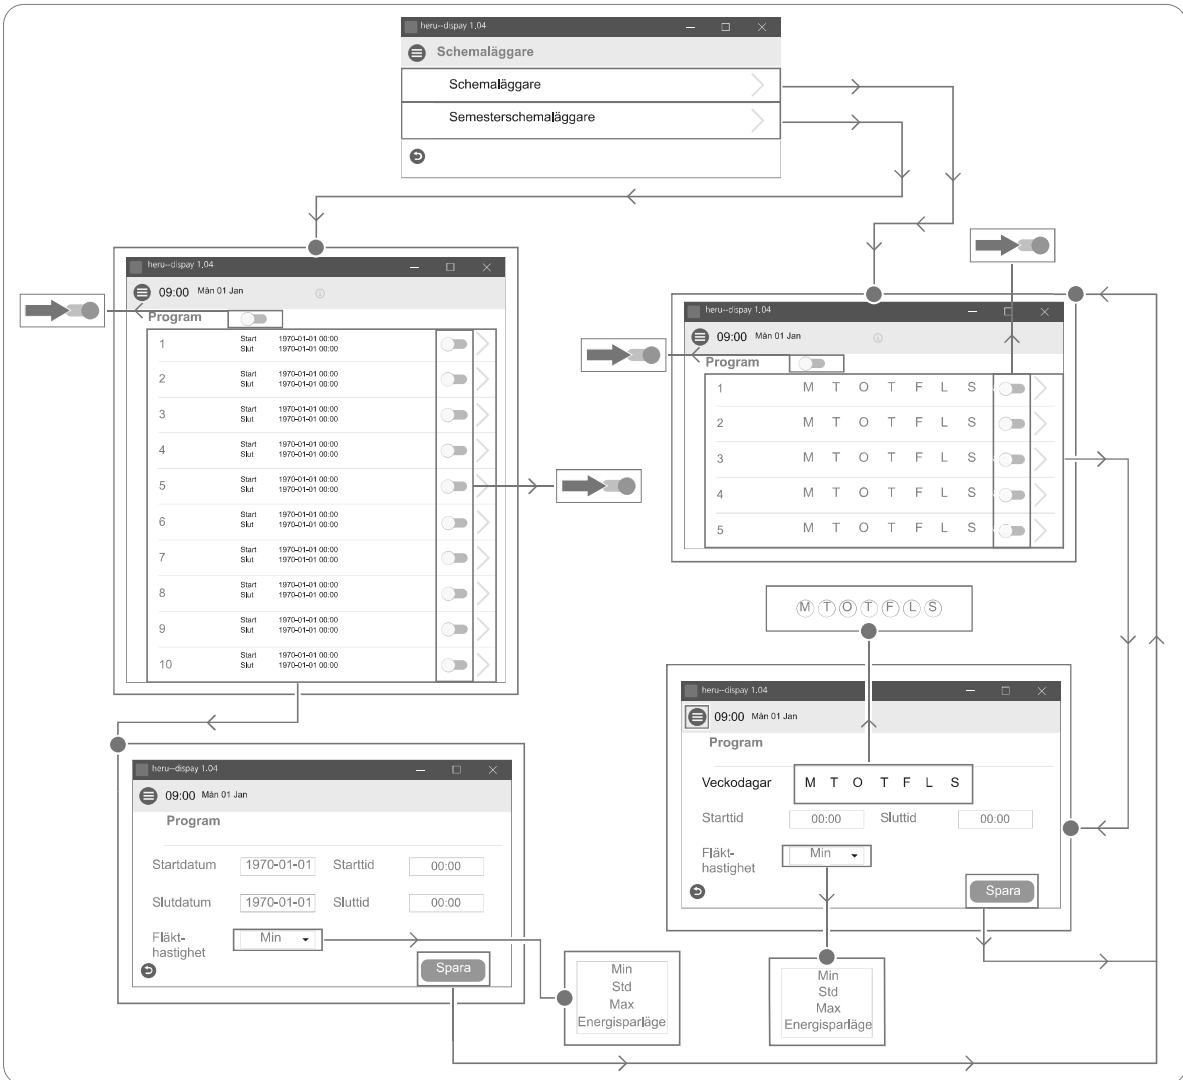 heru--dispay 1.04
Schemaläggare
Schemaläggare
Semesterschemaläggare
heru--dispay 1.04
09:00 Mån 01 Jan
Program
1 Start 1970-01-01 00:00
Slut 1970-01-01 00:00
2 Start 1970-01-01 00:00
Slut 1970-01-01 00:00
3 Start 1970-01-01 00:00
Slut 1970-01-01 00:00
4 Start 1970-01-01 00:00
Slut 1970-01-01 00:00
5 Start 1970-01-01 00:00
Slut 1970-01-01 00:00
6 Start 1970-01-01 00:00
Slut 1970-01-01 00:00
7 Start 1970-01-01 00:00
Slut 1970-01-01 00:00
8 Start 1970-01-01 00:00
Slut 1970-01-01 00:00
9 Start 1970-01-01 00:00
Slut 1970-01-01 00:00
10 Start 1970-01-01 00:00
Slut 1970-01-01 00:00
heru--dispay 1.04
09:00 Mån 01 Jan
Program
1 M T O T F L S
2 M T O T F L S
3 M T O T F L S
4 M T O T F L S
5 M T O T F L S
M T O T F L S
heru--dispay 1.04
09:00 Mån 01 Jan
Program
Veckodagar M T O T F L S
Starttid 00:00 Sluttid 00:00
Fläkt-
hastighet Min
Spara
Min
Std
Max
Energisparläge
heru--dispay 1.04
09:00 Mån 01 Jan
Program
Startdatum 1970-01-01 Starttid 00:00
Slutdatum 1970-01-01 Sluttid 00:00
Fläkt-
hastighet Min
Spara
Min
Std
Max
Energisparläge